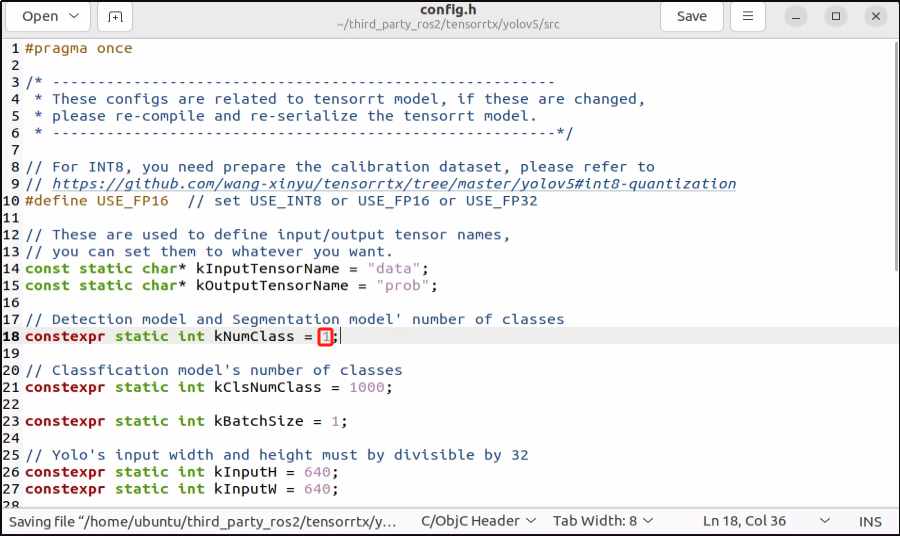 Open
config.h
~/third_party_ros2/tensorrtx/yolov5/src
Save
1 #pragma once
2
3 /* --------------------------------------------------------
4  * These configs are related to tensorrt model, if these are changed,
5  * please re-compile and re-serialize the tensorrt model.
6  * --------------------------------------------------------*/
7
8 // For INT8, you need prepare the calibration dataset, please refer to
9 // https://github.com/wang-xinyu/tensorrtx/tree/master/yolov5#int8-quantization
10 #define USE_FP16  // set USE_INT8 or USE_FP16 or USE_FP32
11
12 // These are used to define input/output tensor names,
13 // you can set them to whatever you want.
14 const static char* kInputTensorName = "data";
15 const static char* kOutputTensorName = "prob";
16
17 // Detection model and Segmentation model' number of classes
18 constexpr static int kNumClass = 1;
19
20 // Classfication model's number of classes
21 constexpr static int kClsNumClass = 1000;
22
23 constexpr static int kBatchSize = 1;
24
25 // Yolo's input width and height must by divisible by 32
26 constexpr static int kInputH = 640;
27 constexpr static int kInputW = 640;
28
Saving file “/home/ubuntu/third_party_ros2/tensorrtx/y… C/ObjC Header Tab Width: 8 Ln 18, Col 36 INS